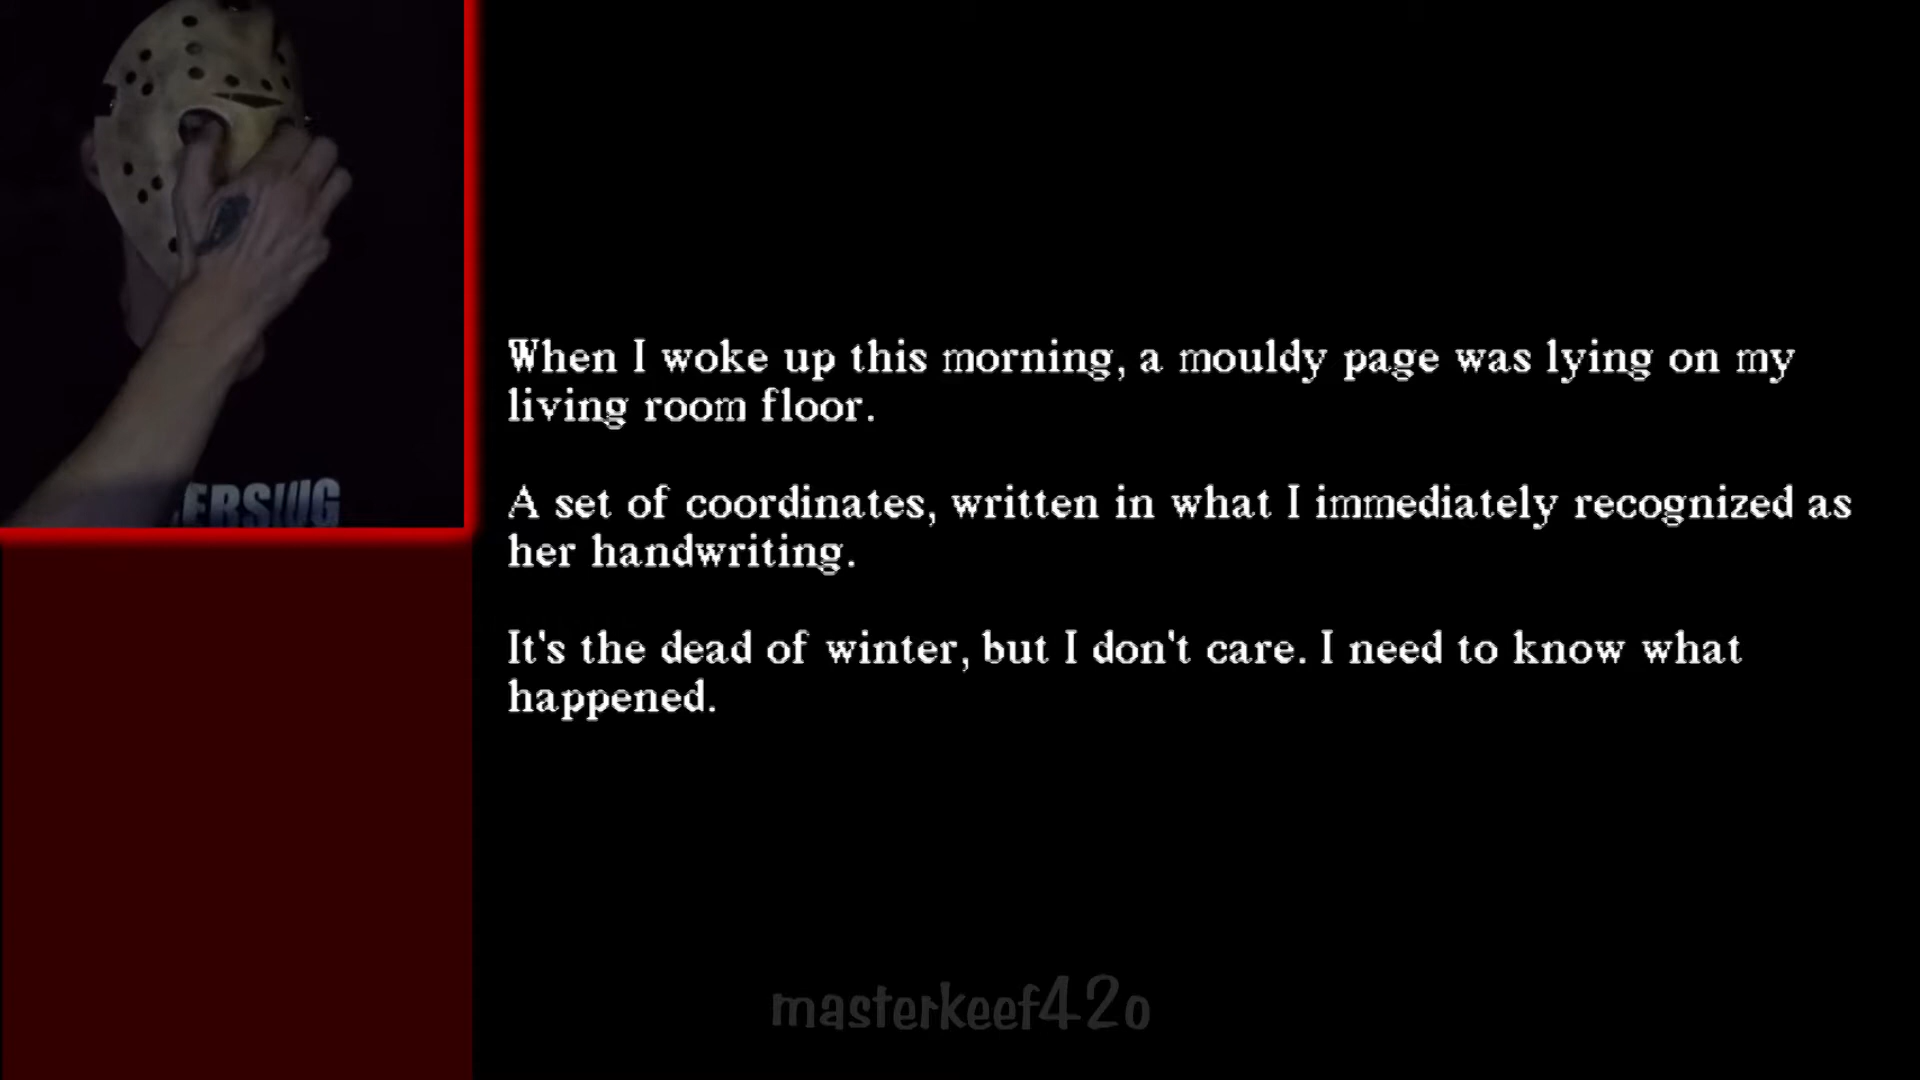 When I woke up this morning, a mouldy page was lying on my
living room floor.
A set of coordinates, written in what I immediately recognized as
her handwriting.
It's the dead of winter, but I don't care. I need to know what
happened.
masterkeef42o